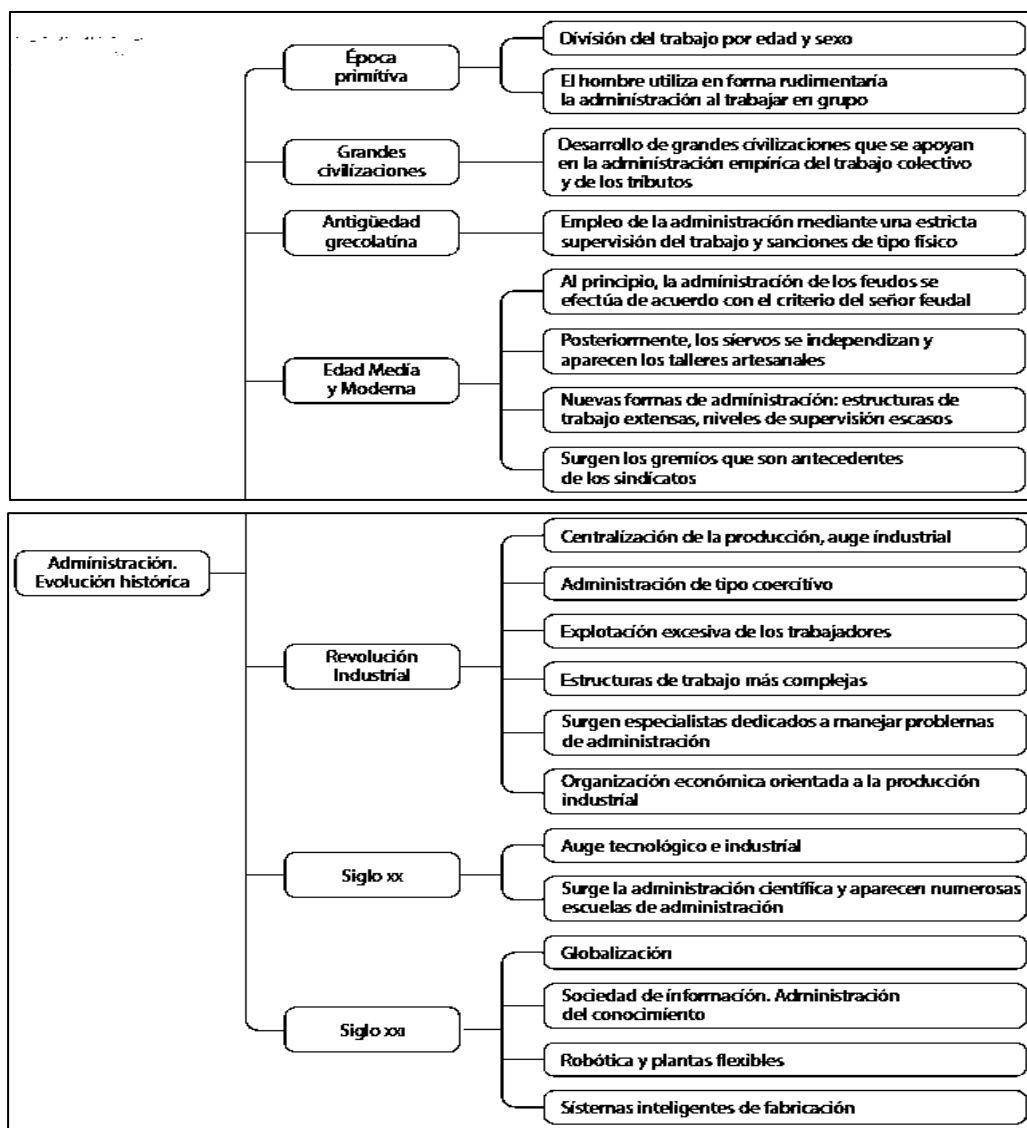 Época
primitiva
División del trabajo por edad y sexo
El hombre utiliza en forma rudimentaria
la administración al trabajar en grupo
Grandes
civilizaciones
Desarrollo de grandes civilizaciones que se apoyan
en la administración empírica del trabajo colectivo
y de los tributos
Antigüedad
grecolatina
Empleo de la administración mediante una estricta
supervisión del trabajo y sanciones de tipo físico
Edad Media
y Moderna
Al principio, la administración de los feudos se
efectúa de acuerdo con el criterio del señor feudal
Posteriormente, los siervos se independizan y
aparecen los talleres artesanales
Nuevas formas de administración: estructuras de
trabajo extensas, niveles de supervisión escasos
Surgen los gremios que son antecedentes
de los sindicatos
Administración.
Evolución histórica
Revolución
Industrial
Centralización de la producción, auge industrial
Administración de tipo coercitivo
Explotación excesiva de los trabajadores
Estructuras de trabajo más complejas
Surgen especialistas dedicados a manejar problemas
de administración
Organización económica orientada a la producción
industrial
Siglo xx
Auge tecnológico e industrial
Surge la administración científica y aparecen numerosas
escuelas de administración
Siglo xxi
Globalización
Sociedad de información. Administración
del conocimiento
Robótica y plantas flexibles
Sistemas inteligentes de fabricación